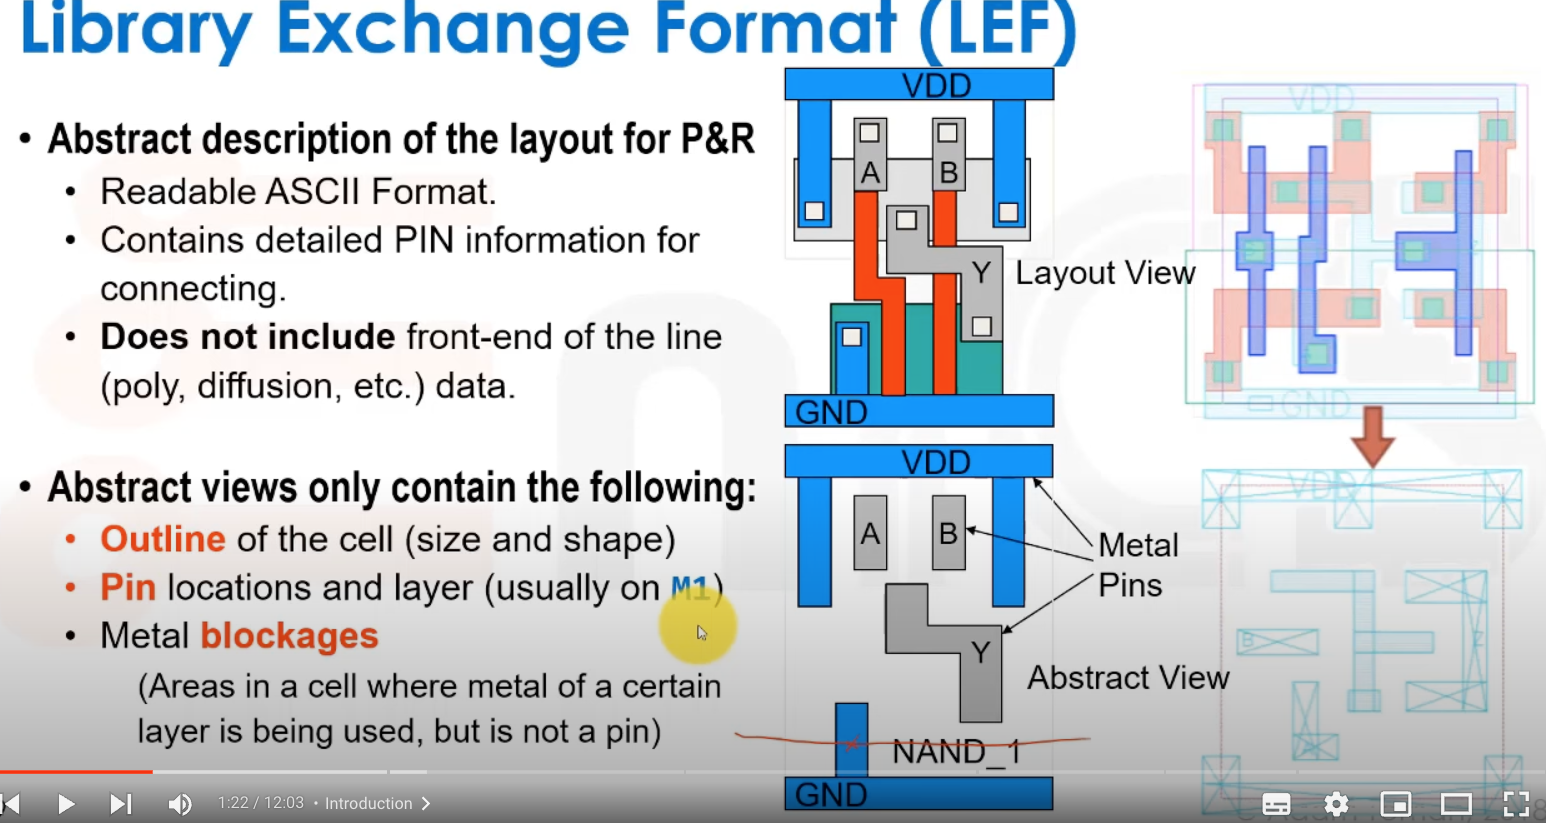 Library Exchange Format (LEF)
• Abstract description of the layout for P&R
• Readable ASCII Format.
• Contains detailed PIN information for
connecting.
• Does not include front-end of the line
(poly, diffusion, etc.) data.
• Abstract views only contain the following:
• Outline of the cell (size and shape)
• Pin locations and layer (usually on M1)
• Metal blockages
(Areas in a cell where metal of a certain
layer is being used, but is not a pin)
VDD
A B
Y
Layout View
GND
VDD
A B
Metal
Pins
Y
Abstract View
NAND_1
GND
VDD
GND
VDD
B
Z
A
1:22 / 12:03 • Introduction